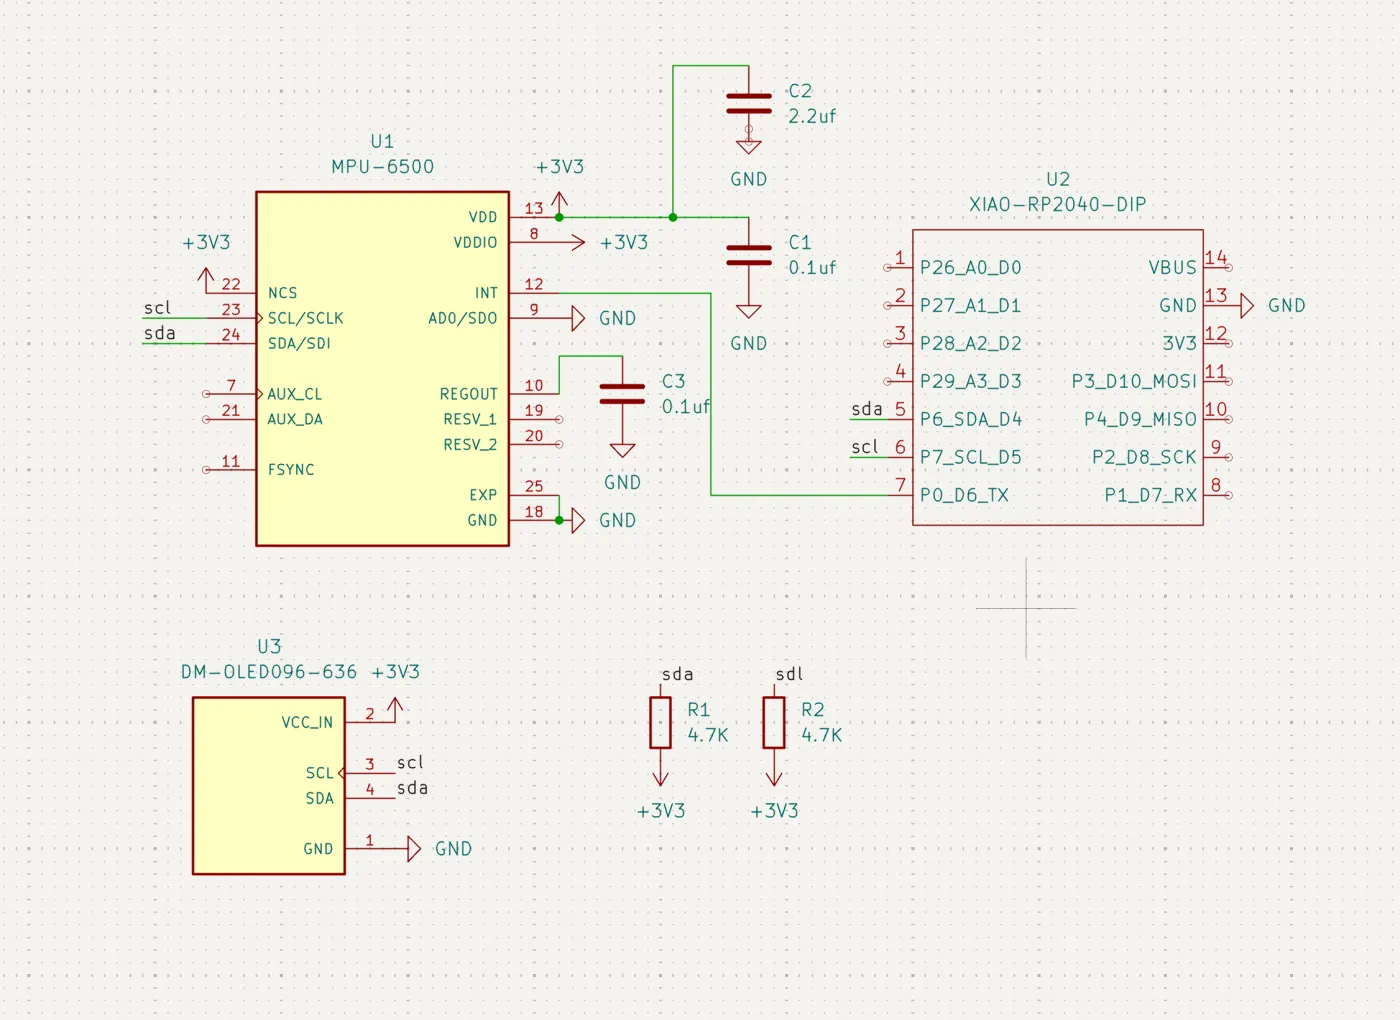 C2
2.2uf
GND
U1
MPU-6500
+3V3
VDD 13
VDDIO 8 +3V3
+3V3
22 NCS
INT 12
scl 23 SCL/SCLK
AD0/SDO 9 GND
sda 24 SDA/SDI
7 AUX_CL
REGOUT 10
21 AUX_DA
RESV_1 19
RESV_2 20
11 FSYNC
EXP 25
GND 18 GND
C1
0.1uf
GND
C3
0.1uf
GND
U2
XIAO-RP2040-DIP
1 P26_A0_D0 VBUS 14
2 P27_A1_D1 GND 13 GND
3 P28_A2_D2 3V3 12
4 P29_A3_D3 P3_D10_MOSI 11
sda 5 P6_SDA_D4 P4_D9_MISO 10
scl 6 P7_SCL_D5 P2_D8_SCK 9
7 P0_D6_TX P1_D7_RX 8
U3
DM-OLED096-636 +3V3
VCC_IN 2
SCL 3 scl
SDA 4 sda
GND 1 GND
sda
R1
4.7K
+3V3
sdl
R2
4.7K
+3V3